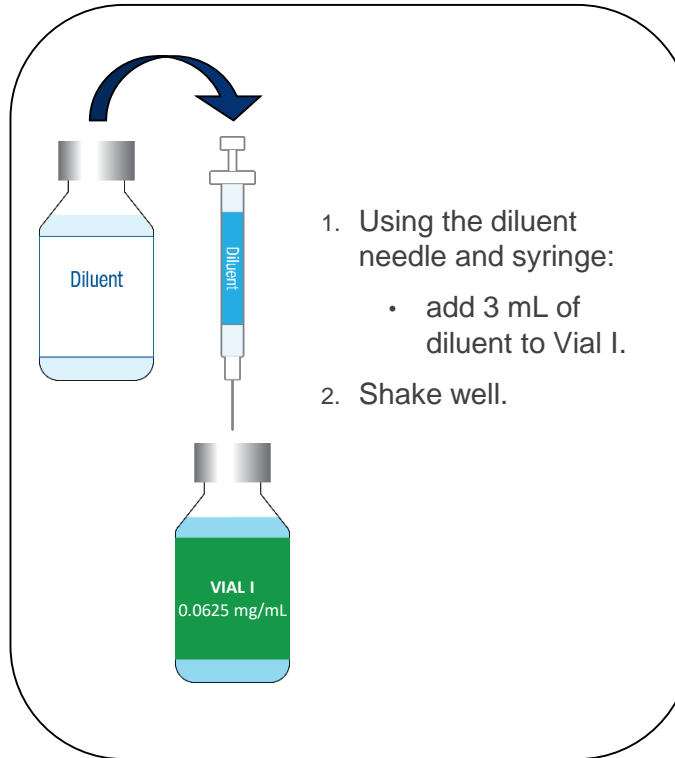 Diluent
Diluent
1. Using the diluent
needle and syringe:
• add 3 mL of
diluent to Vial I.
2. Shake well.
VIAL I
0.0625 mg/mL